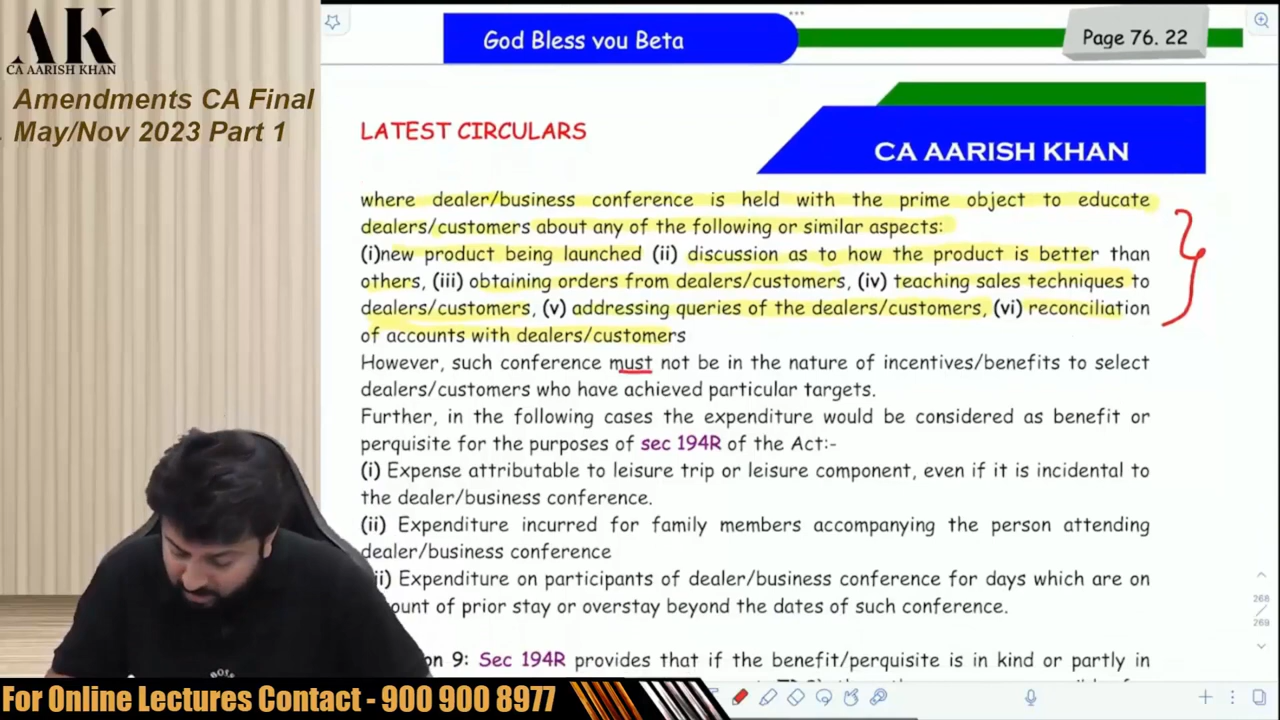 AK
CA AARISH KHAN
Amendments CA Final
May/Nov 2023 Part 1
God Bless you Beta
Page 76. 22
LATEST CIRCULARS
CA AARISH KHAN
where dealer/business conference is held with the prime object to educate
dealers/customers about any of the following or similar aspects:
(i)new product being launched (ii) discussion as to how the product is better than
others, (iii) obtaining orders from dealers/customers, (iv) teaching sales techniques to
dealers/customers, (v) addressing queries of the dealers/customers, (vi) reconciliation
of accounts with dealers/customers
However, such conference must not be in the nature of incentives/benefits to select
dealers/customers who have achieved particular targets.
Further, in the following cases the expenditure would be considered as benefit or
perquisite for the purposes of sec 194R of the Act:-
(i) Expense attributable to leisure trip or leisure component, even if it is incidental to
the dealer/business conference.
(ii) Expenditure incurred for family members accompanying the person attending
dealer/business conference
ii) Expenditure on participants of dealer/business conference for days which are on
ount of prior stay or overstay beyond the dates of such conference.
on 9: Sec 194R provides that if the benefit/perquisite is in kind or partly in
268
269
For Online Lectures Contact - 900 900 8977